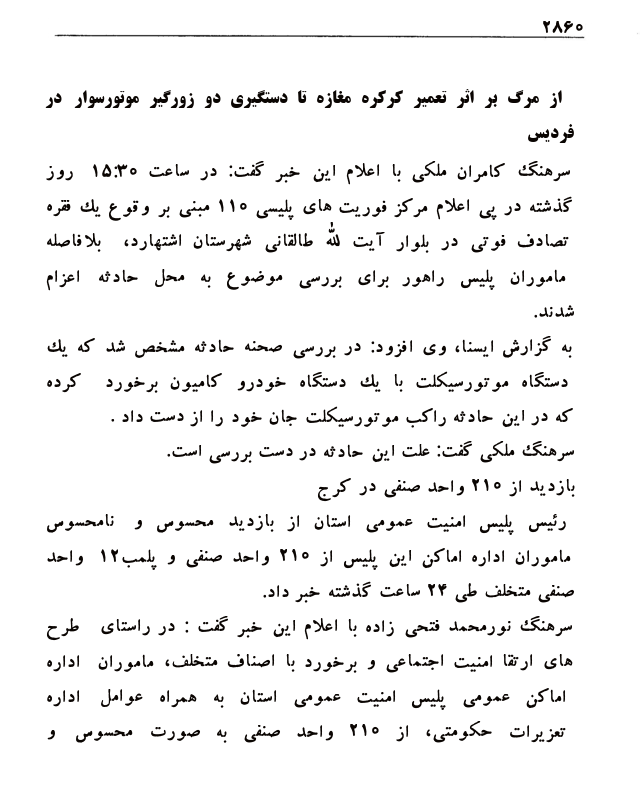 ۲۸۶۰
از مرگ بر اثر تعمیر کرکره مغازه تا دستگیری دو زورگیر موتورسوار در
فردیس
سرهنگ کامران ملکی با اعلام این خبر گفت: در ساعت ۱۵:۳۰ روز
گذشته در پی اعلام مرکز فوریت های پلیسی ۱۱۰ مبنی بر وقوع یك فقره
تصادف فوتی در بلوار آیت لله طالقانی شهرستان اشتهارد، بلافاصله
ماموران پلیس راهور برای بررسی موضوع به محل حادثه اعزام
شدند.
به گزارش ایسنا، وی افزود: در بررسی صحنه حادثه مشخص شد که یك
دستگاه موتورسیکلت با یك دستگاه خودرو کامیون برخورد کرده
که در این حادثه راکب موتورسیکلت جان خود را از دست داد .
سرهنگ ملکی گفت: علت این حادثه در دست بررسی است.
بازدید از ۲۱۰ واحد صنفی در کرج
رئیس پلیس امنیت عمومی استان از بازدید محسوس و نامحسوس
ماموران اداره اماکن این پلیس از ۲۱۰ واحد صنفی و پلمب۱۲ واحد
صنفی متخلف طی ۲۴ ساعت گذشته خبر داد.
سرهنگ نورمحمد فتحی زاده با اعلام این خبر گفت : در راستای طرح
های ارتقا امنیت اجتماعی و برخورد با اصناف متخلف، ماموران اداره
اماکن عمومی پلیس امنیت عمومی استان به همراه عوامل اداره
تعزیرات حکومتی، از ۲۱۰ واحد صنفی به صورت محسوس و